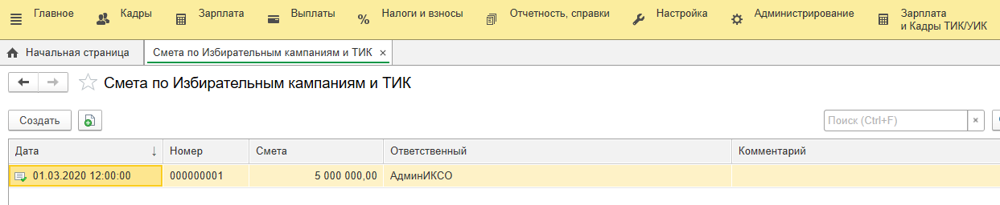 Главное Кадры Зарплата Выплаты % Налоги и взносы Отчетность, справки Настройка Администрирование Зарплата
и Кадры ТИК/УИК
Начальная страница Смета по Избирательным кампаниям и ТИК ×
Смета по Избирательным кампаниям и ТИК
Создать Поиск (Ctrl+F) ×
Дата ↓ Номер Смета Ответственный Комментарий
01.03.2020 12:00:00 000000001 5 000 000,00 АдминИКСО